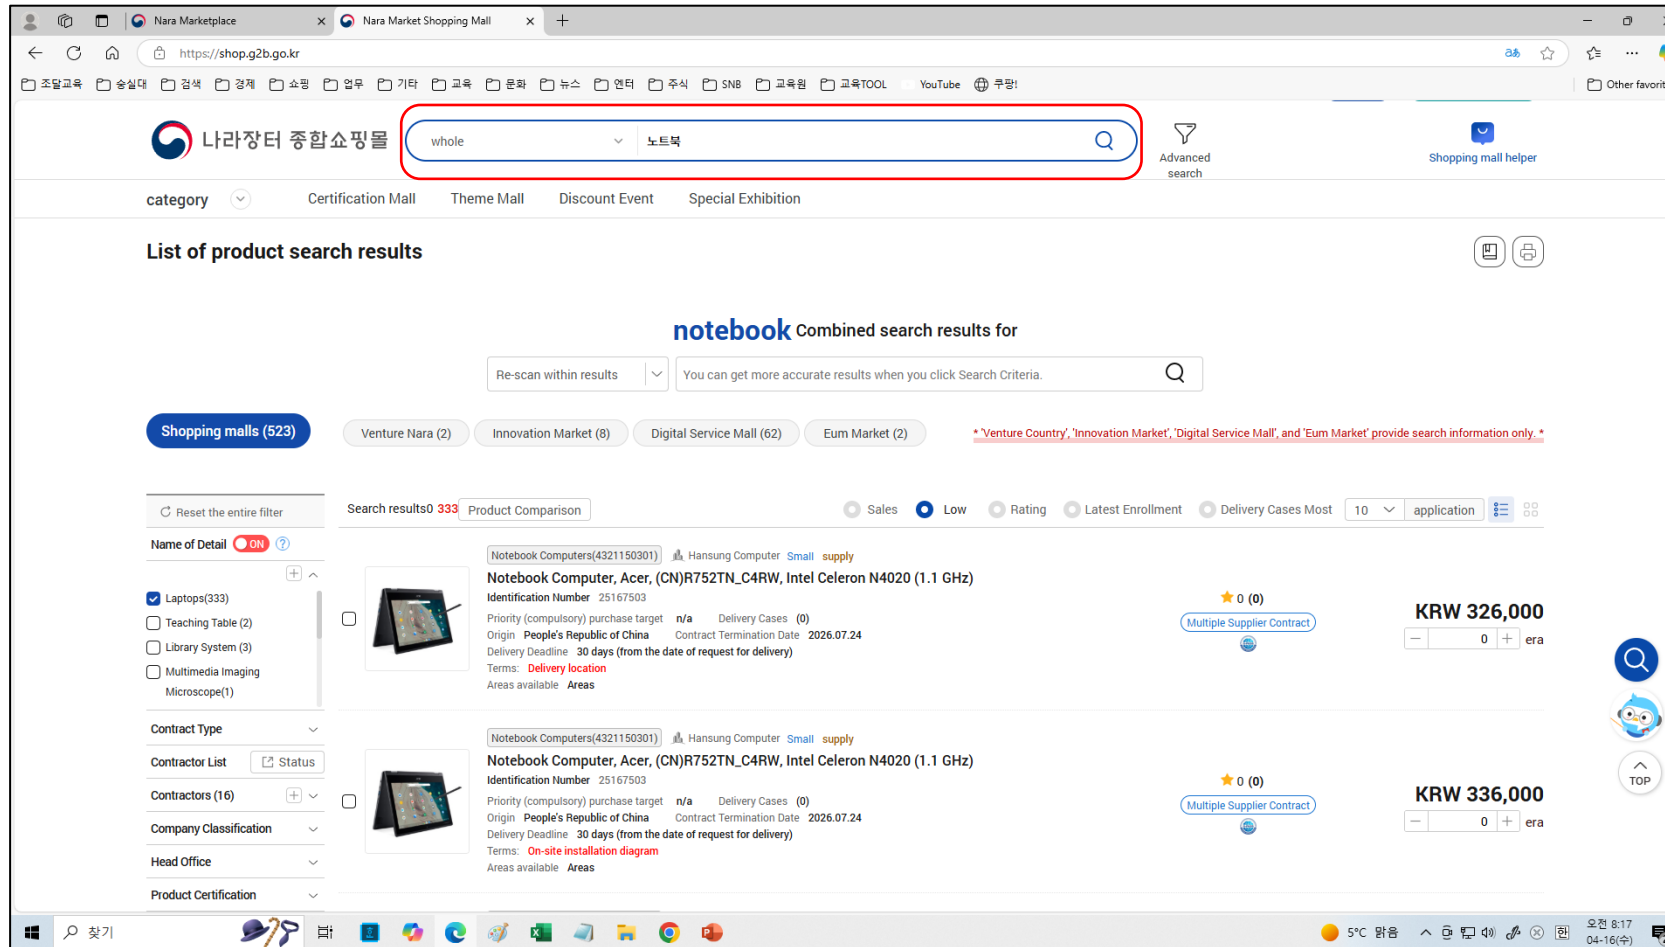 Nara Marketplace
Nara Market Shopping Mall
https://shop.g2b.go.kr
조달교육 숭실대 검색 경제 쇼핑 업무 기타 교육 문화 뉴스 엔터 주식 SNB 교육원 교육TOOL YouTube 쿠팡! Other favorit
나라장터 종합쇼핑몰
whole 노트북
Advanced search
Shopping mall helper
category Certification Mall Theme Mall Discount Event Special Exhibition
List of product search results
notebook Combined search results for
Re-scan within results You can get more accurate results when you click Search Criteria.
Shopping malls (523) Venture Nara (2) Innovation Market (8) Digital Service Mall (62) Eum Market (2) * 'Venture Country', 'Innovation Market', 'Digital Service Mall', and 'Eum Market' provide search information only. *
Reset the entire filter
Name of Detail ON ?
Laptops(333)
Teaching Table (2)
Library System (3)
Multimedia Imaging
Microscope(1)
Contract Type
Contractor List Status
Contractors (16)
Company Classification
Head Office
Product Certification
Search results0 333 Product Comparison Sales Low Rating Latest Enrollment Delivery Cases Most 10 application
Notebook Computers(4321150301) Hansung Computer Small supply
Notebook Computer, Acer, (CN)R752TN_C4RW, Intel Celeron N4020 (1.1 GHz)
Identification Number 25167503
Priority (compulsory) purchase target n/a Delivery Cases (0)
Origin People's Republic of China Contract Termination Date 2026.07.24
Delivery Deadline 30 days (from the date of request for delivery)
Terms: Delivery location
Areas available Areas
0 (0)
Multiple Supplier Contract
KRW 326,000
0 era
Notebook Computers(4321150301) Hansung Computer Small supply
Notebook Computer, Acer, (CN)R752TN_C4RW, Intel Celeron N4020 (1.1 GHz)
Identification Number 25167503
Priority (compulsory) purchase target n/a Delivery Cases (0)
Origin People's Republic of China Contract Termination Date 2026.07.24
Delivery Deadline 30 days (from the date of request for delivery)
Terms: On-site installation diagram
Areas available Areas
0 (0)
Multiple Supplier Contract
KRW 336,000
0 era
TOP
찾기
5°C 맑음
한
오전 8:17
04-16(수)